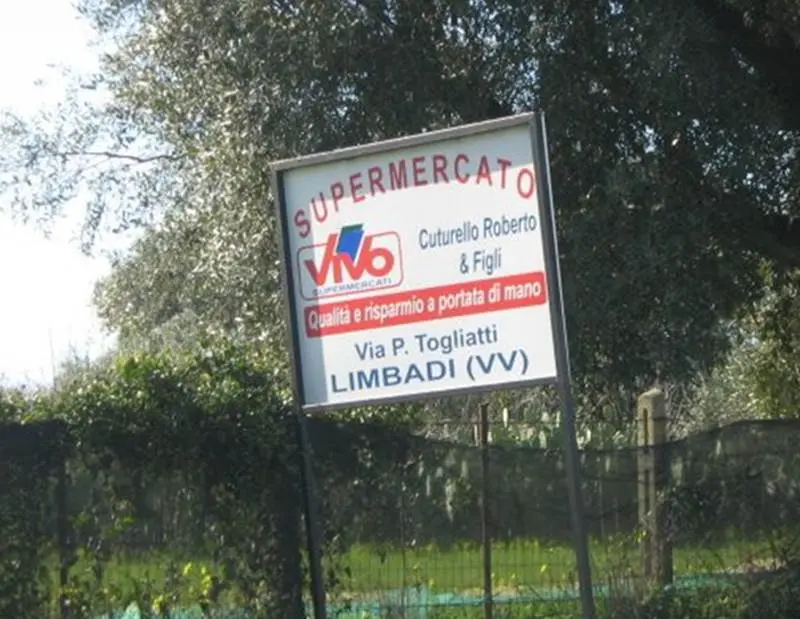 SUPERMERCATO
VIVO
SUPERMERCATI
Cuturello Roberto
& Figli
Qualità e risparmio a portata di mano
Via P. Togliatti
LIMBADI (VV)